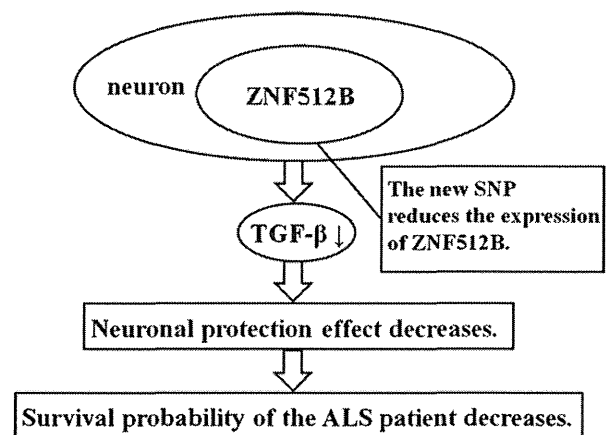 neuron
ZNF512B
The new SNP
reduces the expression
of ZNF512B.
TGF-β ↓
Neuronal protection effect decreases.
Survival probability of the ALS patient decreases.